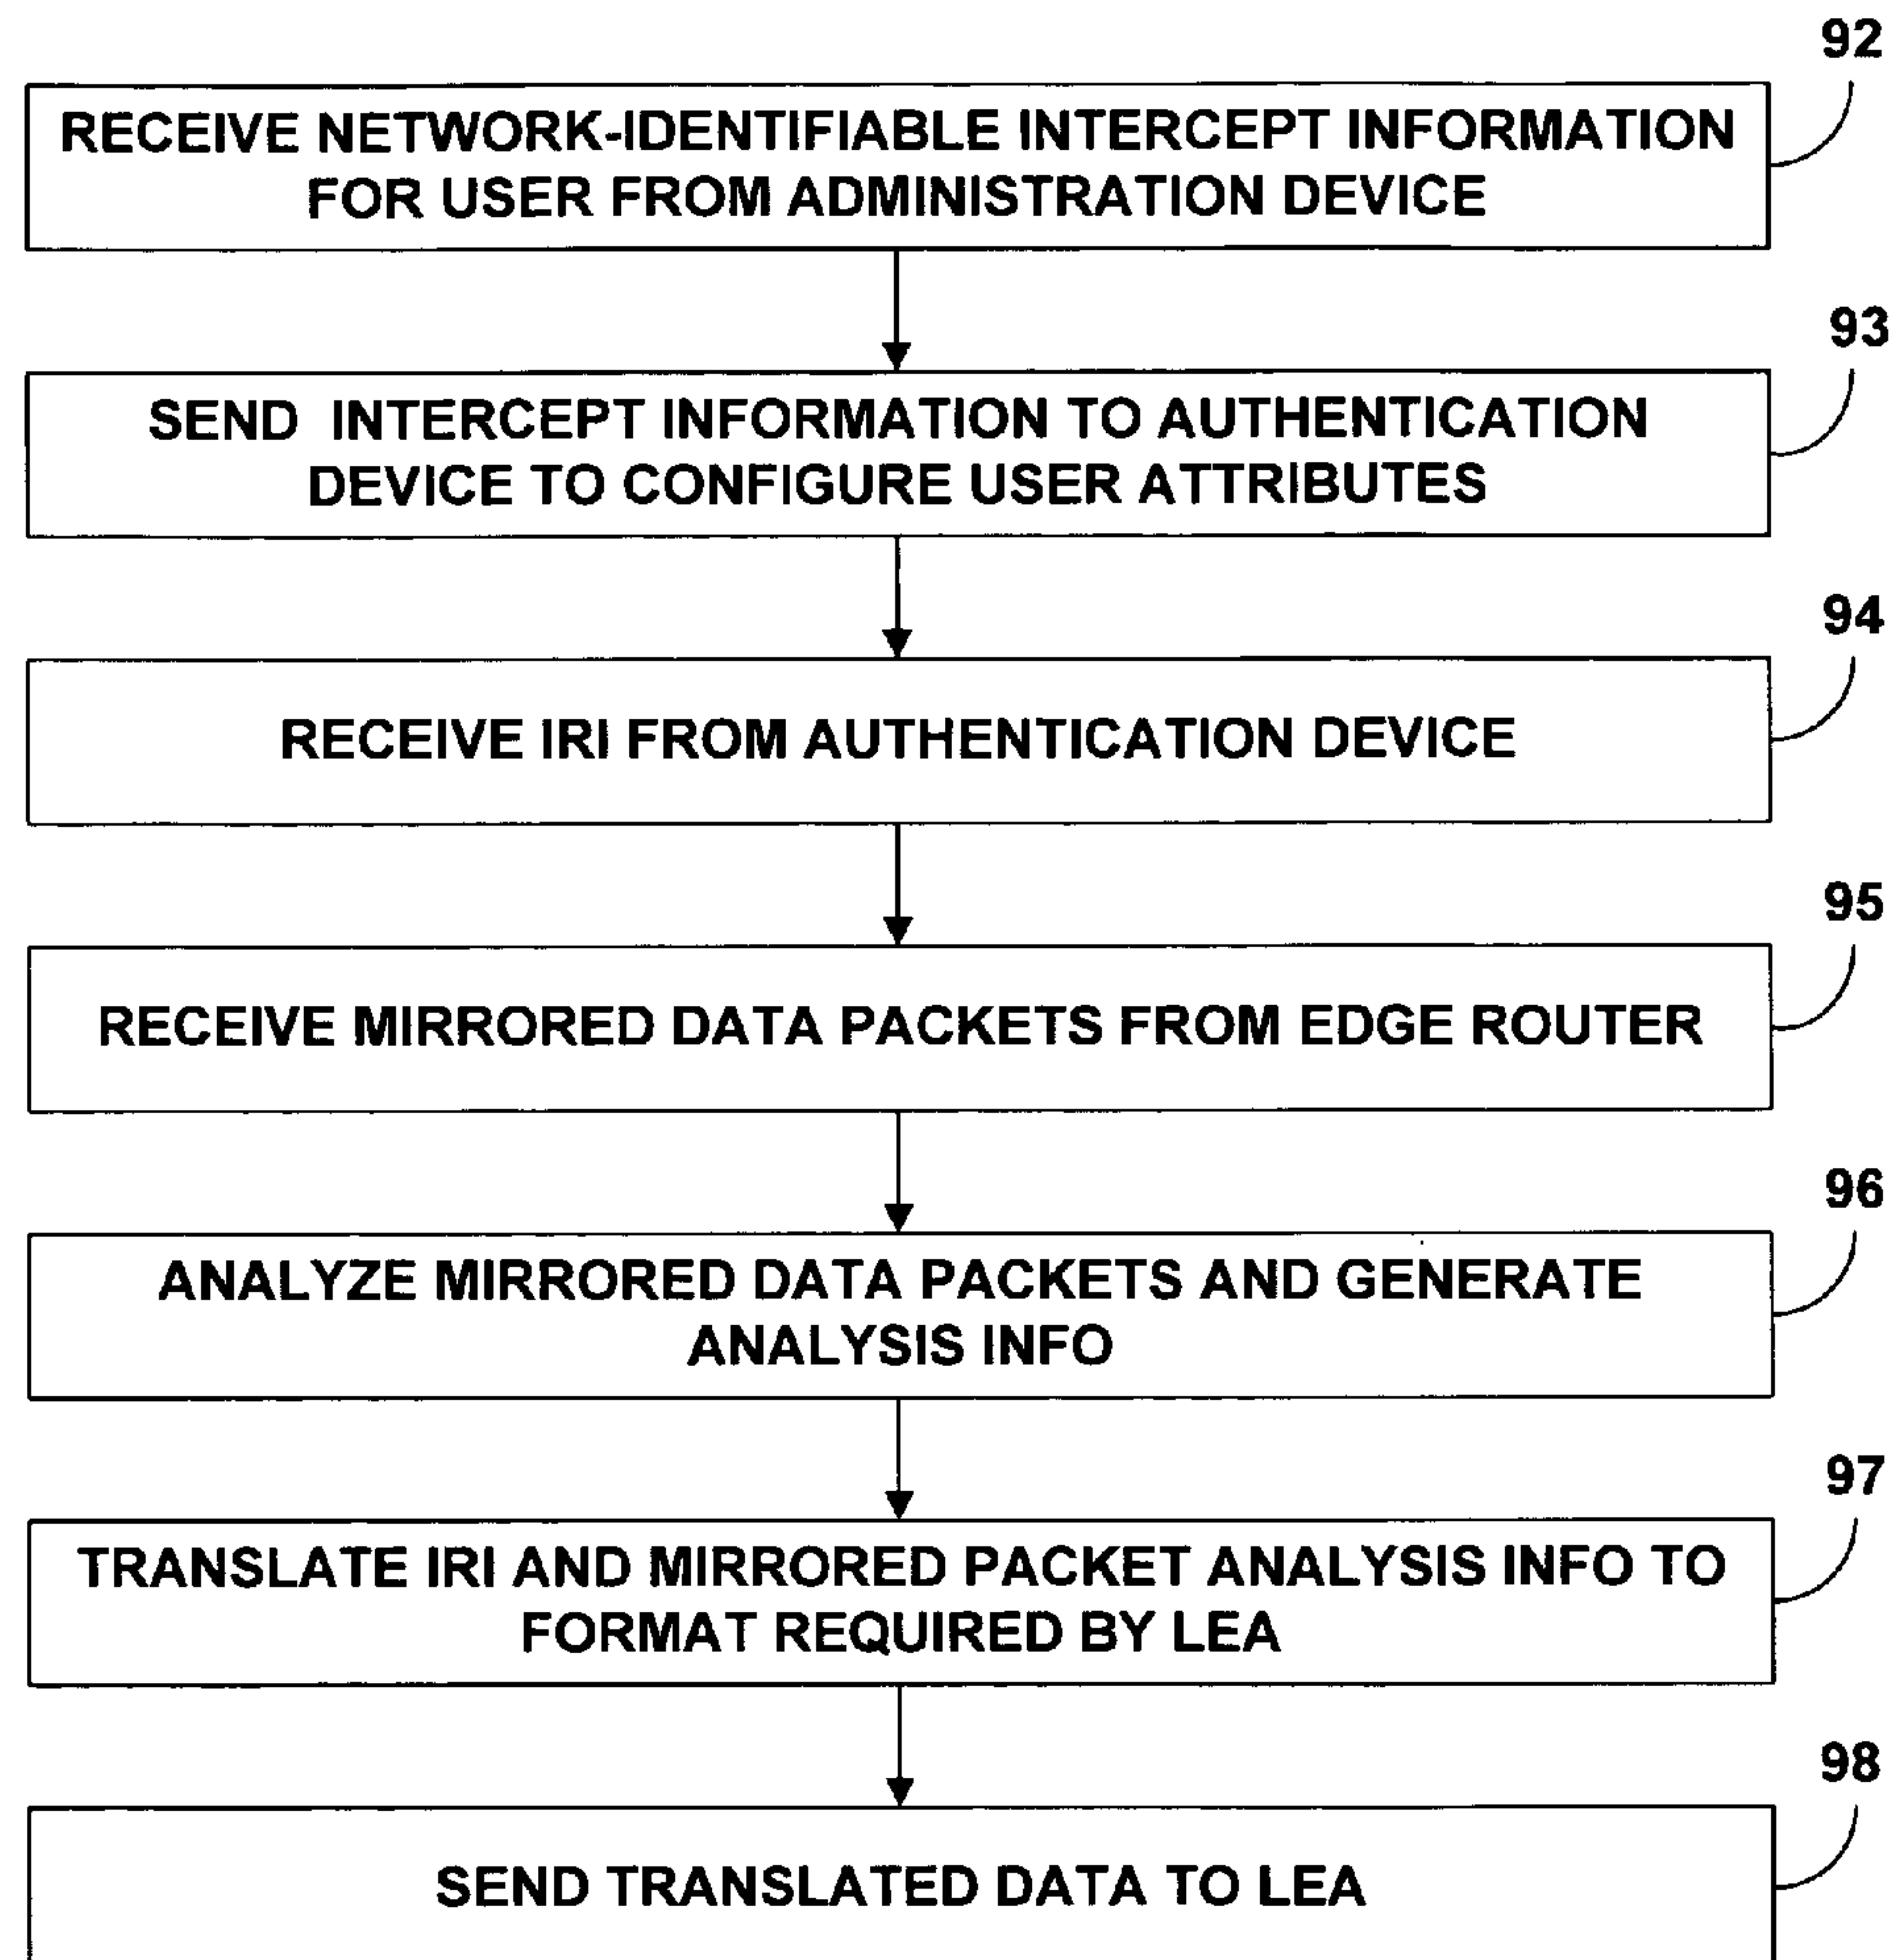 92
RECEIVE NETWORK-IDENTIFIABLE INTERCEPT INFORMATION
FOR USER FROM ADMINISTRATION DEVICE
93
SEND INTERCEPT INFORMATION TO AUTHENTICATION
DEVICE TO CONFIGURE USER ATTRIBUTES
94
RECEIVE IRI FROM AUTHENTICATION DEVICE
95
RECEIVE MIRRORED DATA PACKETS FROM EDGE ROUTER
96
ANALYZE MIRRORED DATA PACKETS AND GENERATE
ANALYSIS INFO
97
TRANSLATE IRI AND MIRRORED PACKET ANALYSIS INFO TO
FORMAT REQUIRED BY LEA
98
SEND TRANSLATED DATA TO LEA